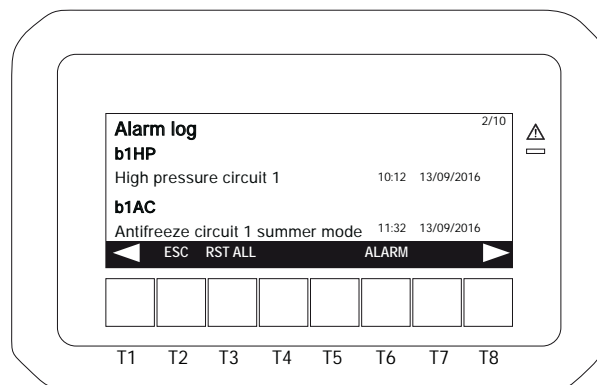 2/10
Alarm log
b1HP
High pressure circuit 1 10:12 13/09/2016
b1AC
Antifreeze circuit 1 summer mode 11:32 13/09/2016
ESC RST ALL ALARM
T1 T2 T3 T4 T5 T6 T7 T8